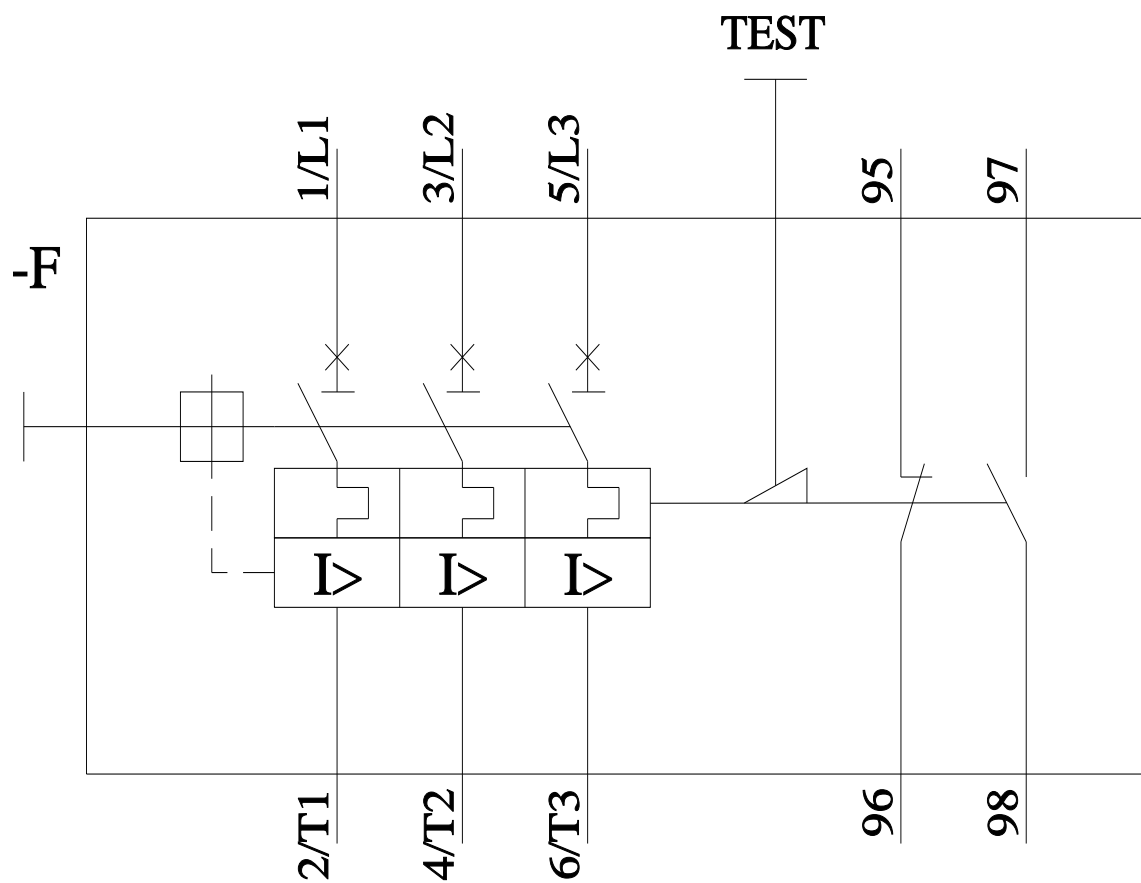 TEST
1/L1
3/L2
5/L3
95
97
-F
I>
I>
I>
2/T1
4/T2
6/T3
96
98